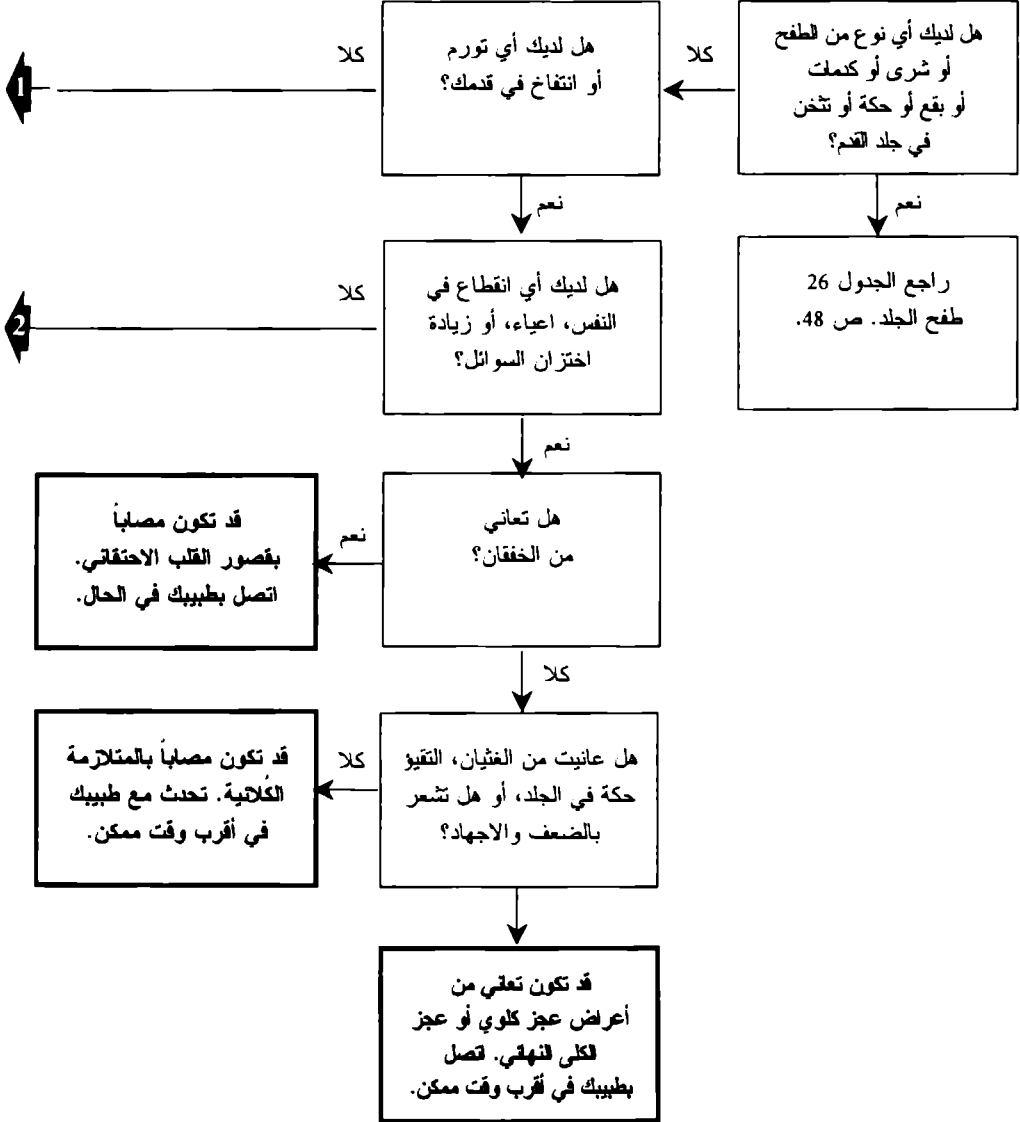 هل لديك أي نوع من الطفح
أو شرى أو كدمات
أو بقع أو حكة أو تثخن
في جلد القدم؟
كلا
نعم
راجع الجدول 26
طفح الجلد. ص 48.
هل لديك أي تورم
أو انتفاخ في قدمك؟
كلا
1
نعم
هل لديك أي انقطاع في
النفس، اعياء، أو زيادة
اختزان السوائل؟
كلا
2
نعم
هل تعاني
من الخفقان؟
نعم
قد تكون مصاباً
بقصور القلب الاحتقاني.
اتصل بطبيبك في الحال.
كلا
هل عانيت من الغثيان، التقيؤ
حكة في الجلد، أو هل تشعر
بالضعف والاجهاد؟
كلا
قد تكون مصاباً بالمتلازمة
الكُلائية. تحدث مع طبيبك
في أقرب وقت ممكن.
قد تكون تعاني من
أعراض عجز كلوي أو عجز
الكلى النهائي. اتصل
بطبيبك في أقرب وقت ممكن.